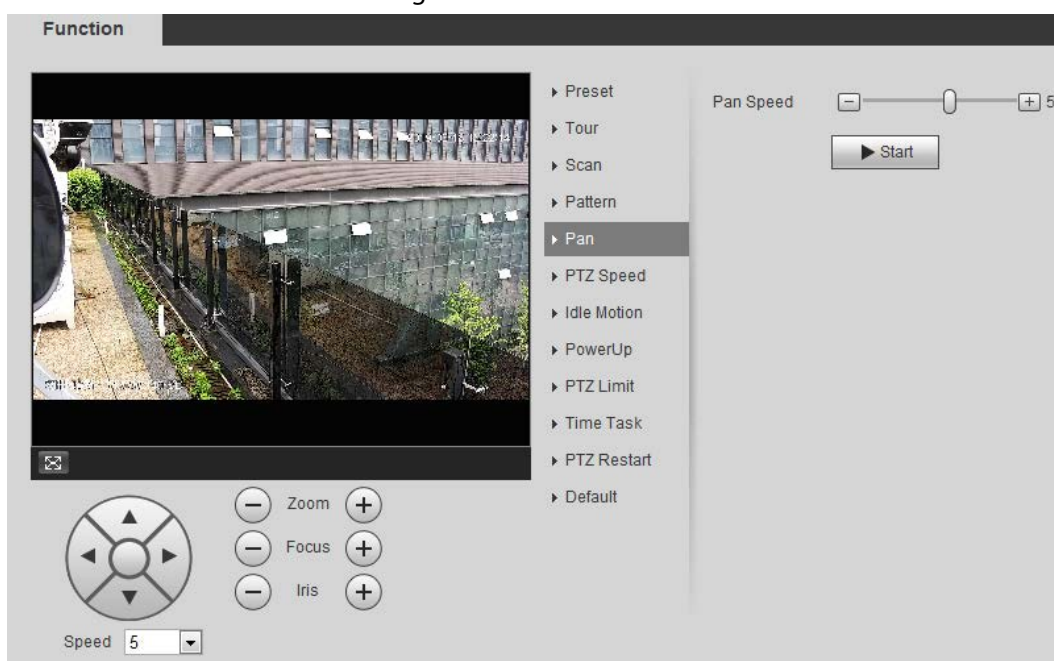 Function
Preset
Tour
Scan
Pattern
Pan
PTZ Speed
Idle Motion
PowerUp
PTZ Limit
Time Task
PTZ Restart
Default
Pan Speed
5
Start
Zoom
Focus
Iris
Speed 5